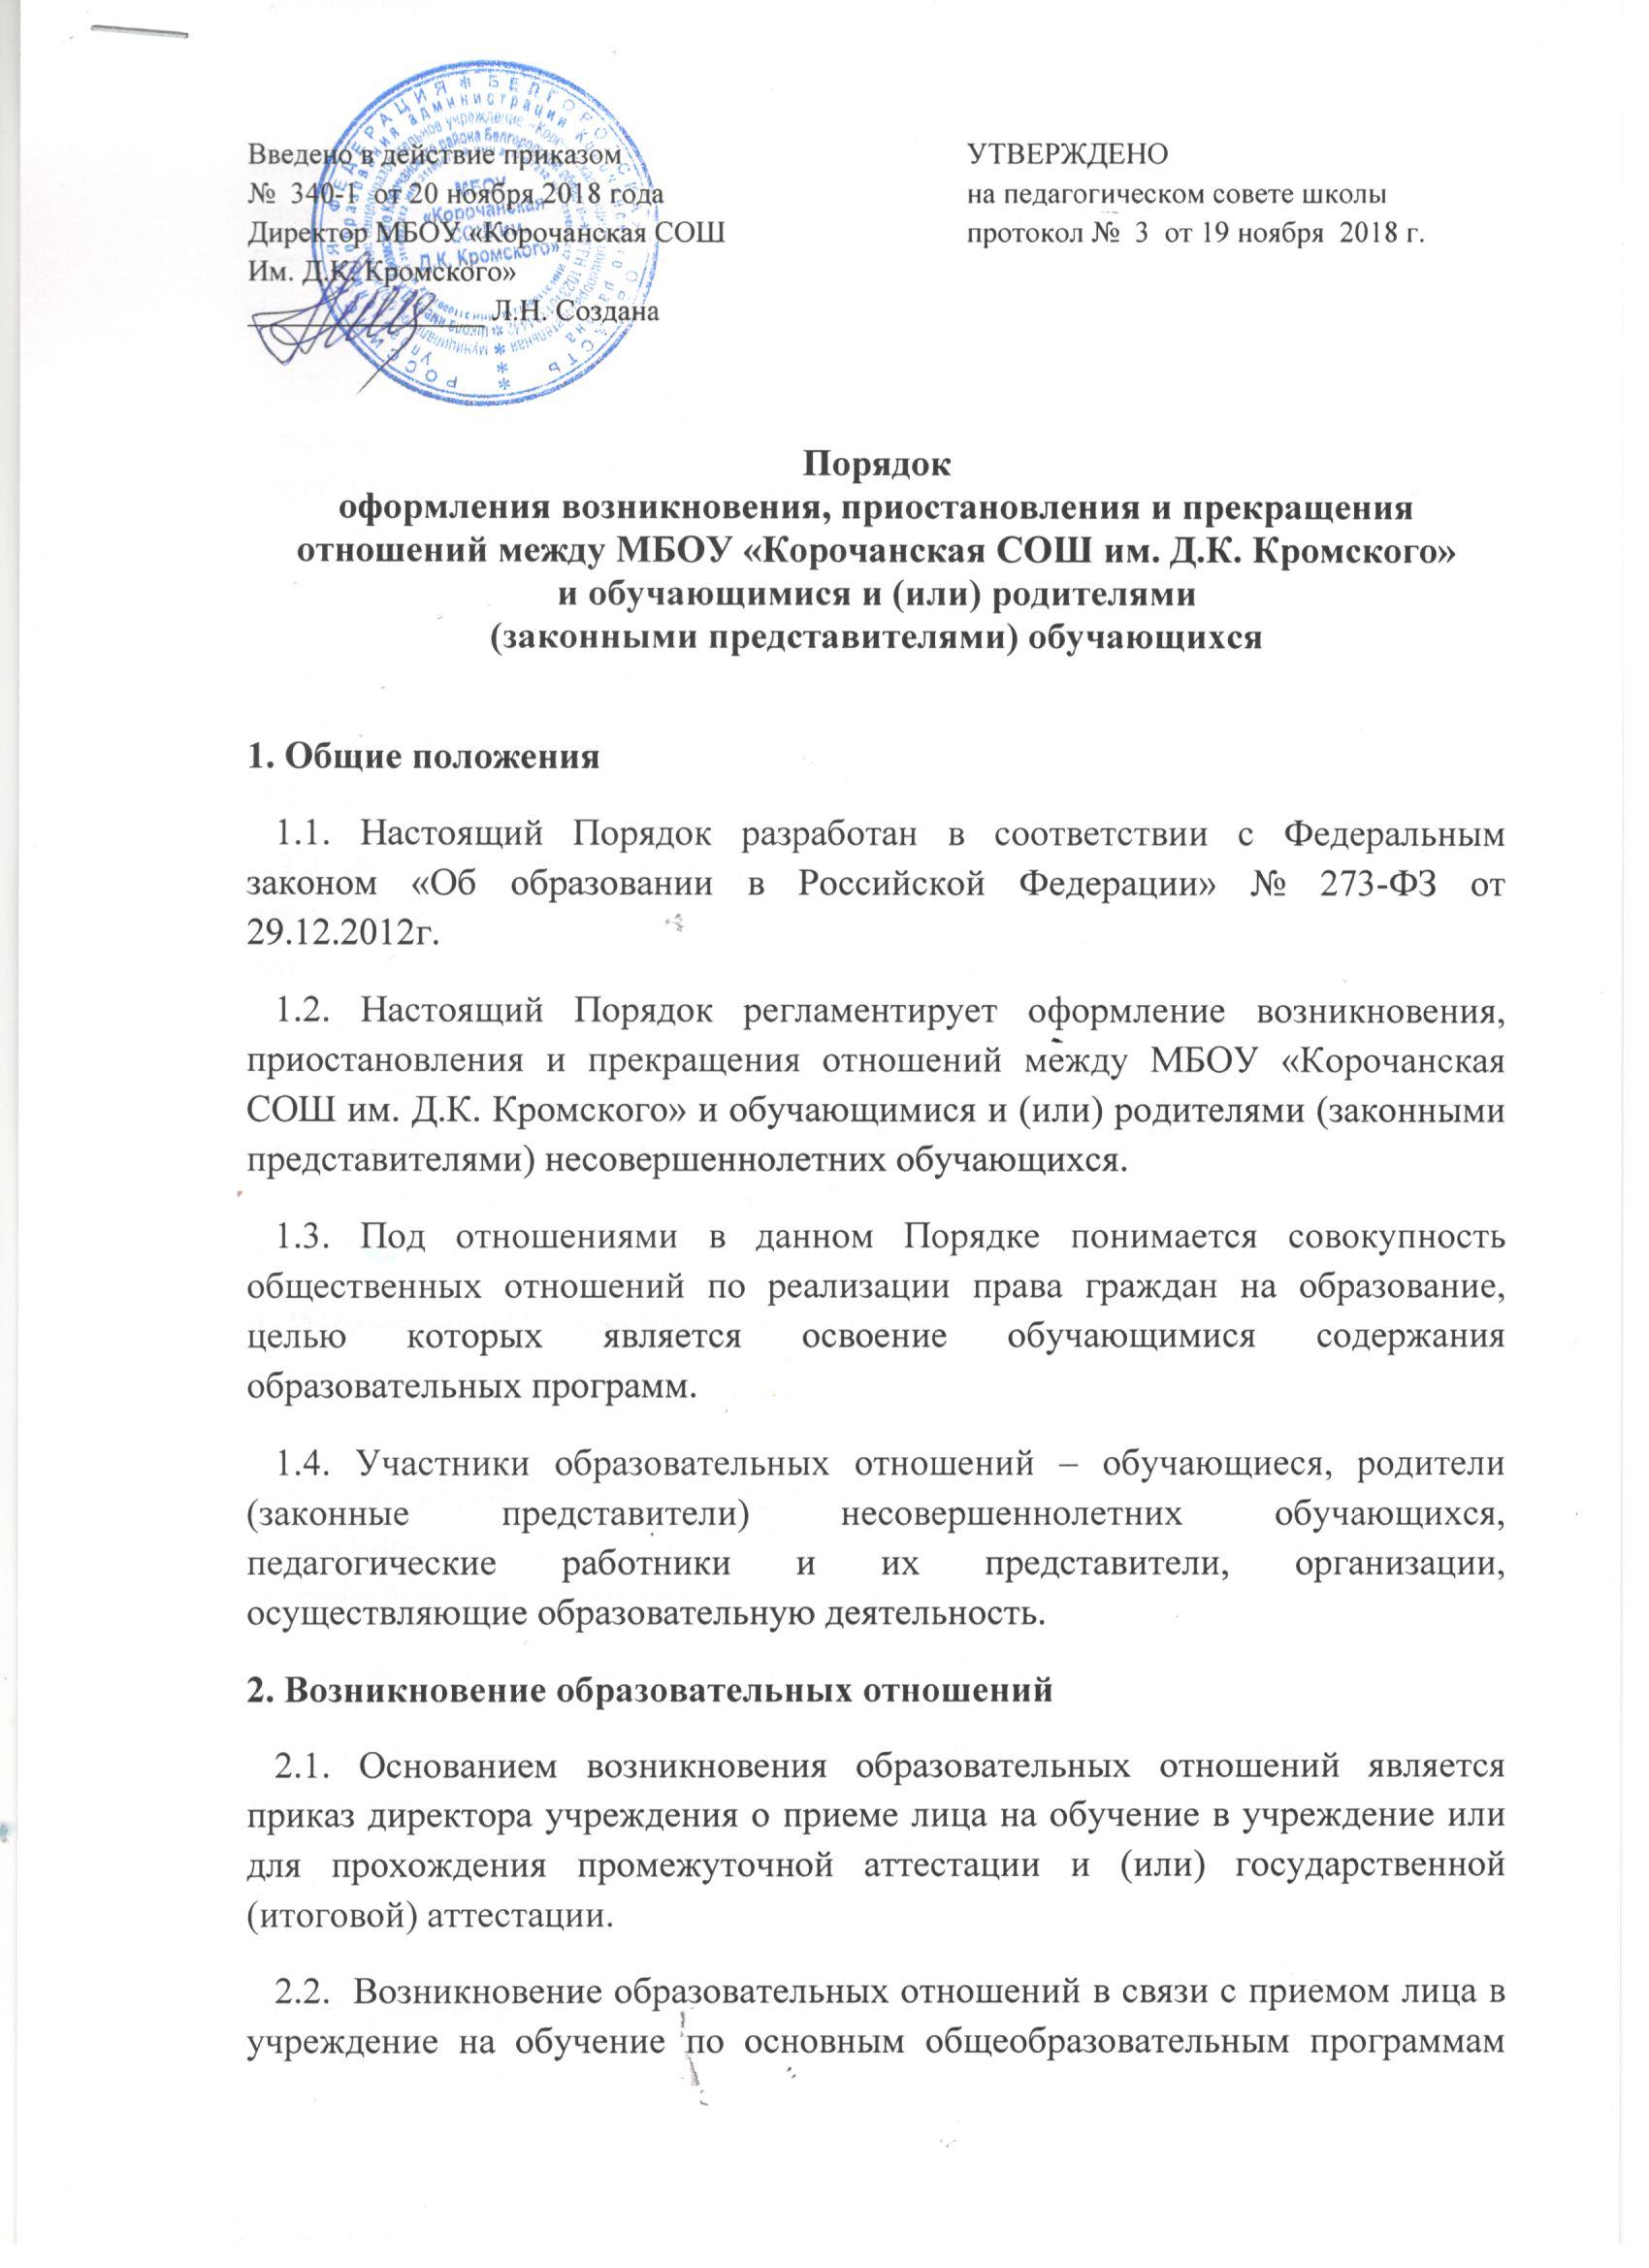 Введено в действие приказом
№ 340-1 от 20 ноября 2018 года
Директор МБОУ «Корочанская СОШ
Им. Д.К. Кромского»
Л.Н. Создана
УТВЕРЖДЕНО
на педагогическом совете школы
протокол № 3 от 19 ноября 2018 г.
РОССИЙСКАЯ ФЕДЕРАЦИЯ * БЕЛГОРОДСКАЯ ОБЛАСТЬ
МБОУ
«Корочанская
СОШ им.
Д.К. Кромского»
Порядок
оформления возникновения, приостановления и прекращения
отношений между МБОУ «Корочанская СОШ им. Д.К. Кромского»
и обучающимися и (или) родителями
(законными представителями) обучающихся
1. Общие положения
1.1. Настоящий Порядок разработан в соответствии с Федеральным
законом «Об образовании в Российской Федерации» № 273-ФЗ от
29.12.2012г.
1.2. Настоящий Порядок регламентирует оформление возникновения,
приостановления и прекращения отношений между МБОУ «Корочанская
СОШ им. Д.К. Кромского» и обучающимися и (или) родителями (законными
представителями) несовершеннолетних обучающихся.
1.3. Под отношениями в данном Порядке понимается совокупность
общественных отношений по реализации права граждан на образование,
целью которых является освоение обучающимися содержания
образовательных программ.
1.4. Участники образовательных отношений – обучающиеся, родители
(законные представители) несовершеннолетних обучающихся,
педагогические работники и их представители, организации,
осуществляющие образовательную деятельность.
2. Возникновение образовательных отношений
2.1. Основанием возникновения образовательных отношений является
приказ директора учреждения о приеме лица на обучение в учреждение или
для прохождения промежуточной аттестации и (или) государственной
(итоговой) аттестации.
2.2. Возникновение образовательных отношений в связи с приемом лица в
учреждение на обучение по основным общеобразовательным программам